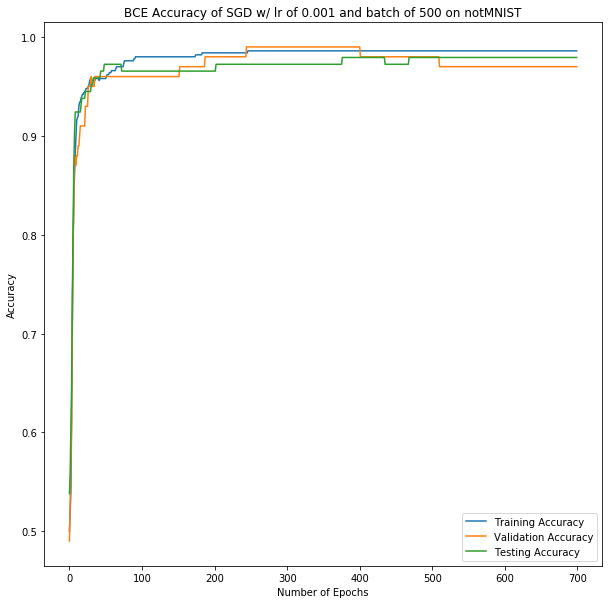 BCE Accuracy of SGD w/ lr of 0.001 and batch of 500 on notMNIST
1.0
0.9
0.8
0.7
0.6
0.5
Accuracy
0 100 200 300 400 500 600 700
Number of Epochs
Training Accuracy
Validation Accuracy
Testing Accuracy